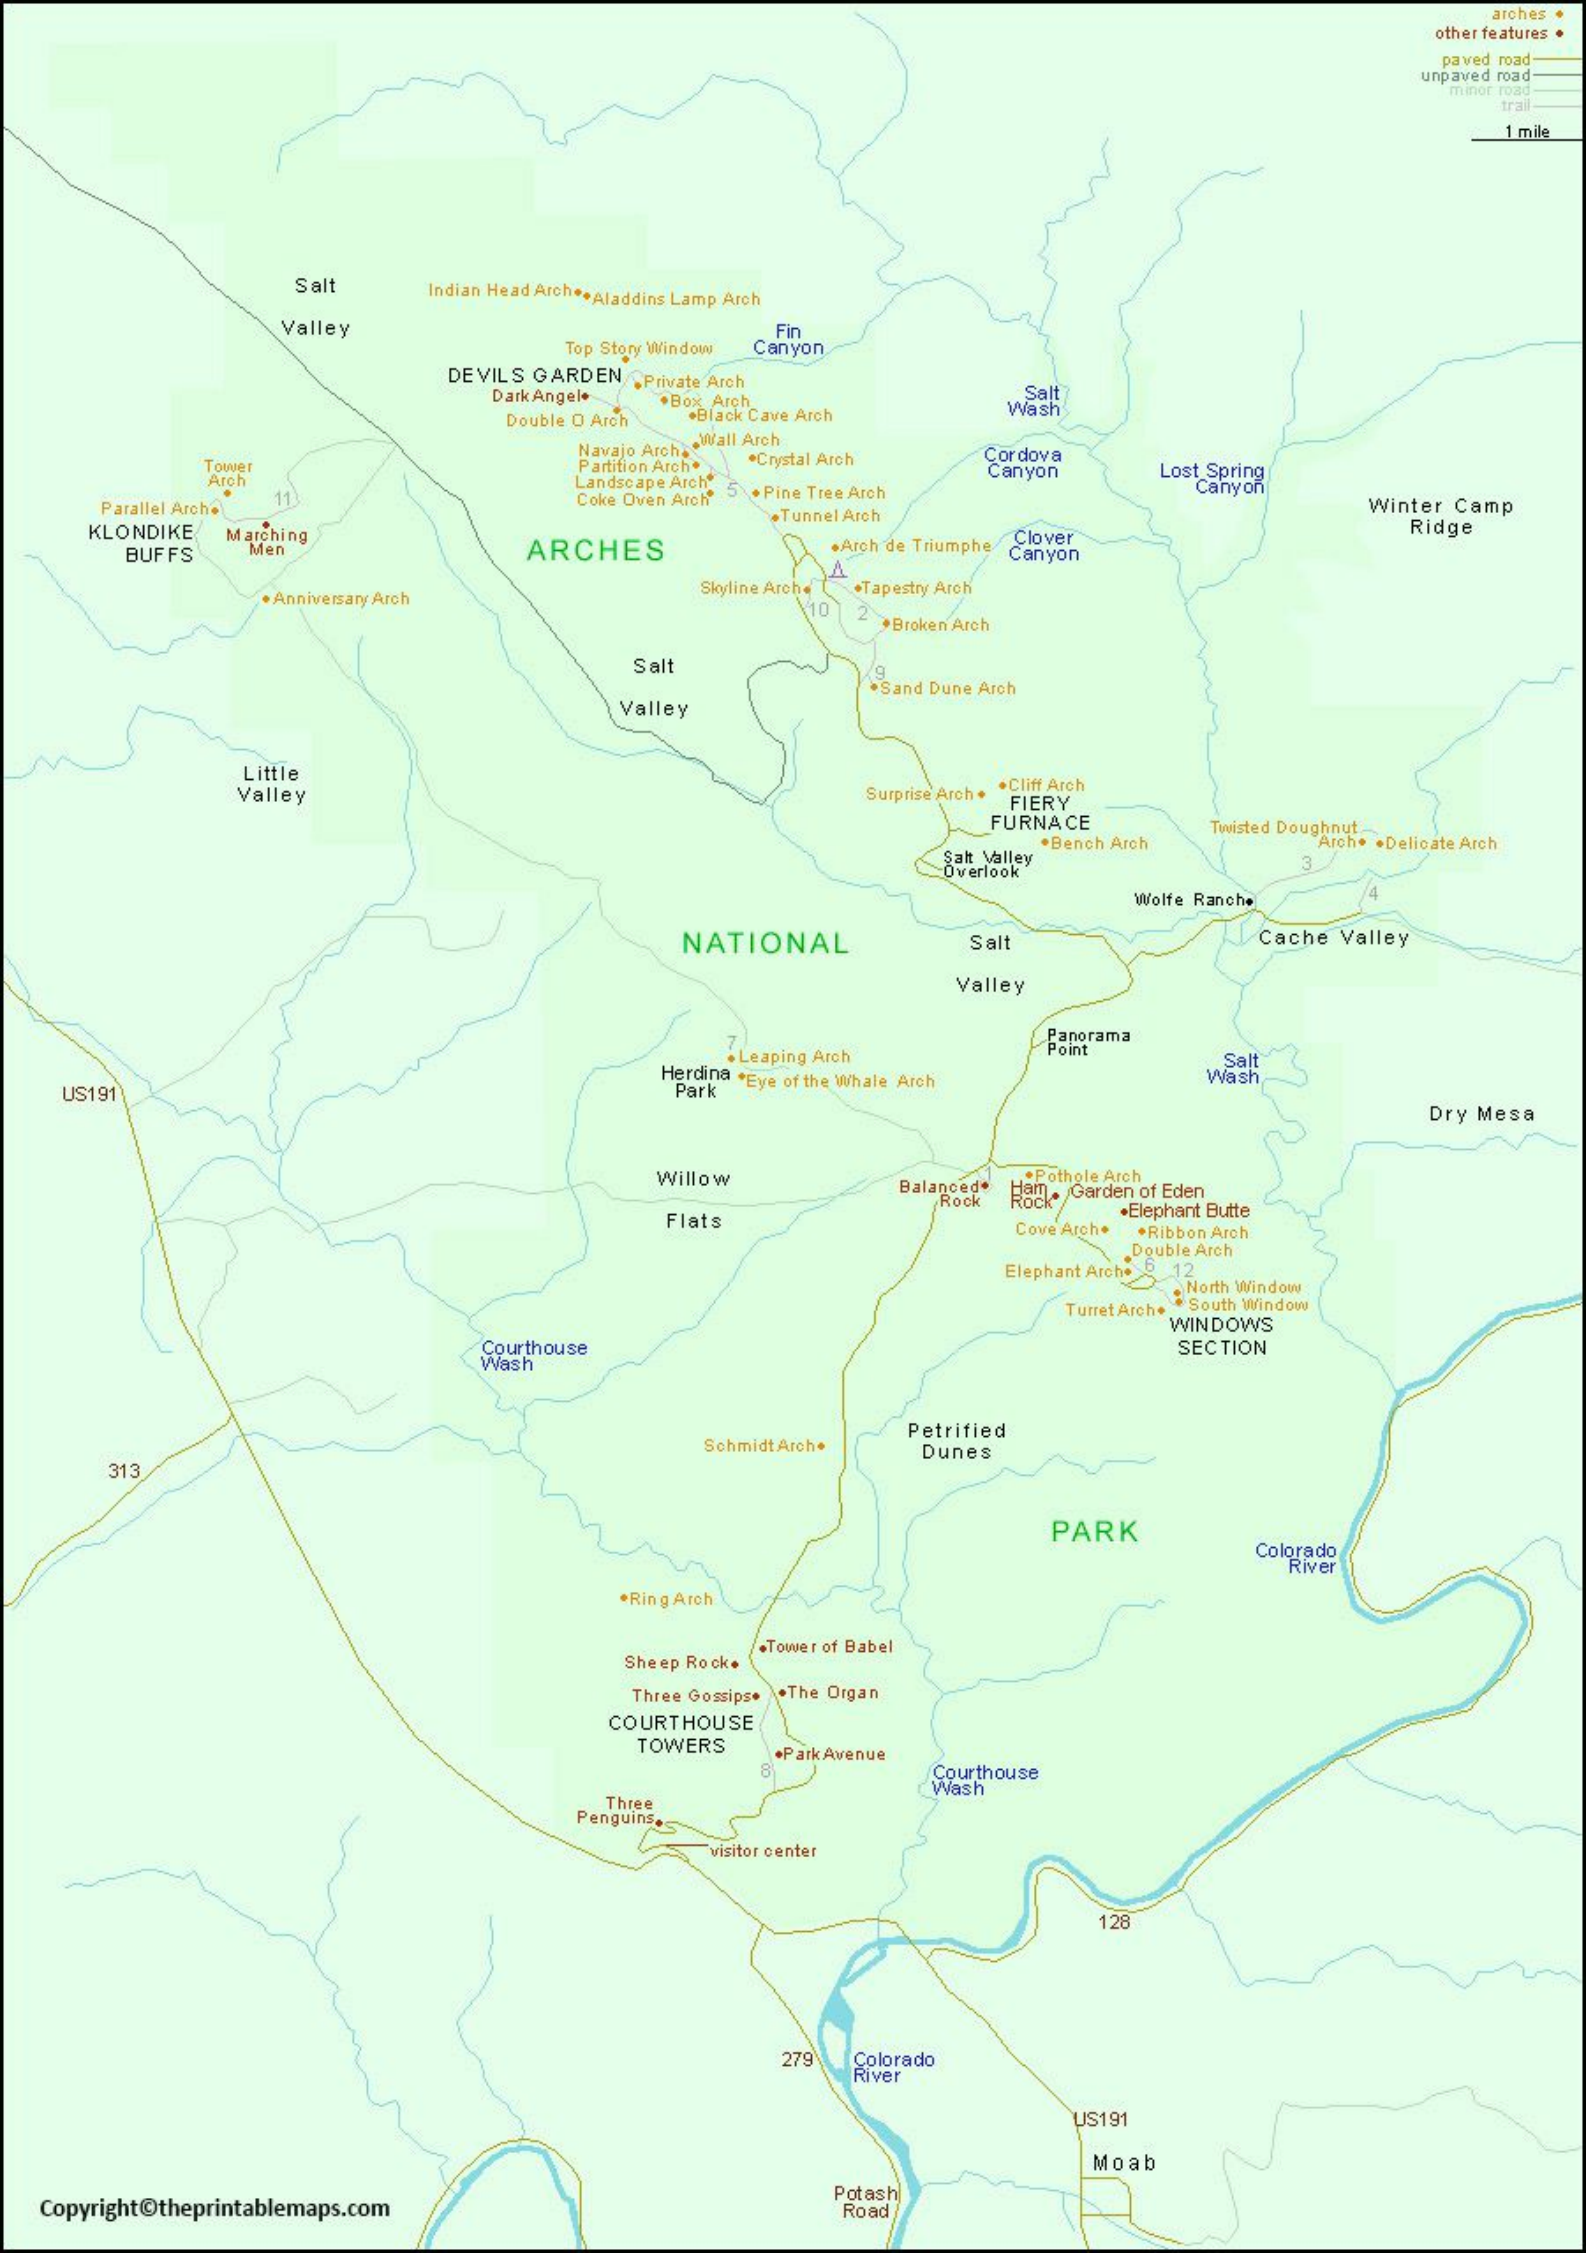 arches
other features
paved road
unpaved road
minor road
trail
1 mile
Salt
Valley
Indian Head Arch
Aladdins Lamp Arch
Fin
Canyon
Top Story Window
DEVILS GARDEN
Private Arch
Dark Angel
Box Arch
Double O Arch
Black Cave Arch
Salt
Wash
Wall Arch
Navajo Arch
Crystal Arch
Partition Arch
Landscape Arch
Coke Oven Arch
5
Pine Tree Arch
Tunnel Arch
Cordova
Canyon
Lost Spring
Canyon
Winter Camp
Ridge
Tower
Arch
11
Parallel Arch
KLONDIKE
BUFFS
Marching
Men
Anniversary Arch
ARCHES
Arch de Triumphe
Clover
Canyon
Skyline Arch
Tapestry Arch
10
2
Broken Arch
9
Sand Dune Arch
Salt
Valley
Little
Valley
Cliff Arch
Surprise Arch
FIERY
FURNACE
Bench Arch
Twisted Doughnut
Arch
Delicate Arch
Salt Valley
Overlook
3
4
Wolfe Ranch
Cache Valley
NATIONAL
Salt
Valley
Panorama
Point
7
Leaping Arch
Herdina
Park
Eye of the Whale Arch
Salt
Wash
US191
Dry Mesa
Willow
Flats
1
Balanced
Rock
Pothole Arch
Ham
Rock
Garden of Eden
Elephant Butte
Cove Arch
Ribbon Arch
Double Arch
Elephant Arch
6
12
North Window
South Window
Turret Arch
WINDOWS
SECTION
Courthouse
Wash
Schmidt Arch
Petrified
Dunes
313
PARK
Colorado
River
Ring Arch
Tower of Babel
Sheep Rock
Three Gossips
The Organ
COURTHOUSE
TOWERS
Park Avenue
8
Courthouse
Wash
Three
Penguins
visitor center
128
279
Colorado
River
US191
Moab
Potash
Road
Copyright©theprintablemaps.com